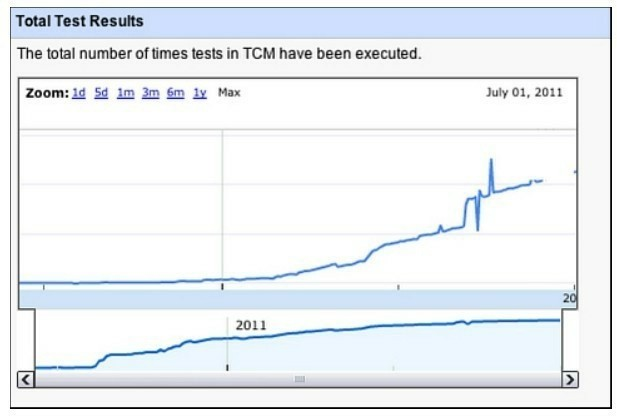 Total Test Results
The total number of times tests in TCM have been executed.
Zoom: 1d 5d 1m 3m 6m 1y Max July 01, 2011
20
2011